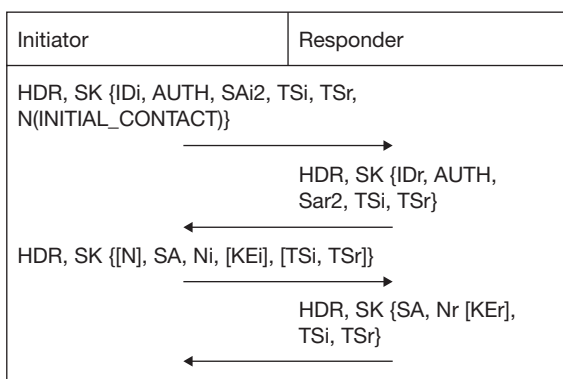 Initiator
Responder
HDR, SK {IDi, AUTH, SAi2, TSi, TSr,
N(INITIAL_CONTACT)}
HDR, SK {IDr, AUTH,
Sar2, TSi, TSr}
HDR, SK {[N], SA, Ni, [KEi], [TSi, TSr]}
HDR, SK {SA, Nr [KEr],
TSi, TSr}